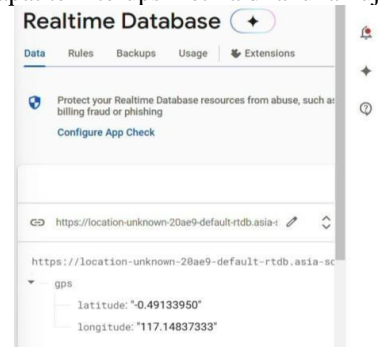 Realtime Database
Data Rules Backups Usage Extensions
Protect your Realtime Database resources from abuse, such as
billing fraud or phishing
Configure App Check
https://location-unknown-20ae9-default-rtdb.asia-s
https://location-unknown-20ae9-default-rtdb.asia-so
gps
latitude: "-0.49133950"
longitude: "117.14837333"